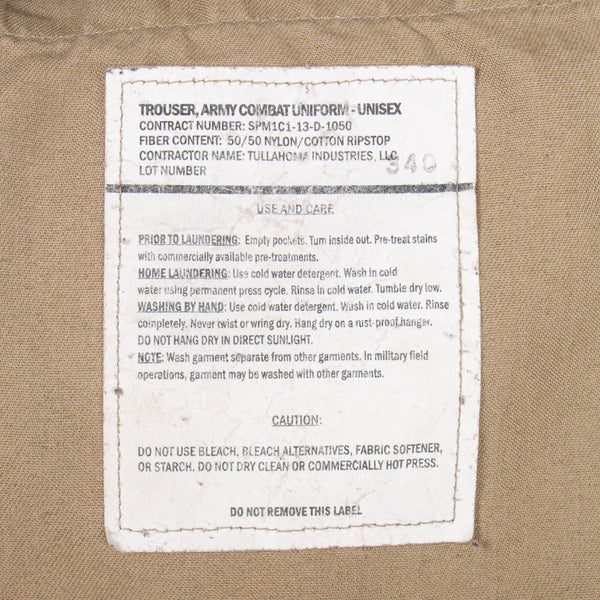 TROUSER, ARMY COMBAT UNIFORM - UNISEX
CONTRACT NUMBER: SPM1C1-13-D-1050
FIBER CONTENT: 50/50 NYLON/COTTON RIPSTOP
CONTRACTOR NAME: TULLAHOMA INDUSTRIES, LLC
LOT NUMBER 340
USE AND CARE
PRIOR TO LAUNDERING: Empty pockets. Turn inside out. Pre-treat stains
with commercially available pre-treatments.
HOME LAUNDERING: Use cold water detergent. Wash in cold
water using permanent press cycle. Rinse in cold water. Tumble dry low.
WASHING BY HAND: Use cold water detergent. Wash in cold water. Rinse
completely. Never twist or wring dry. Hang dry on a rust-proof hanger.
DO NOT HANG DRY IN DIRECT SUNLIGHT.
NOTE: Wash garment separate from other garments. In military field
operations, garment may be washed with other garments.
CAUTION:
DO NOT USE BLEACH, BLEACH ALTERNATIVES, FABRIC SOFTENER,
OR STARCH. DO NOT DRY CLEAN OR COMMERCIALLY HOT PRESS.
DO NOT REMOVE THIS LABEL